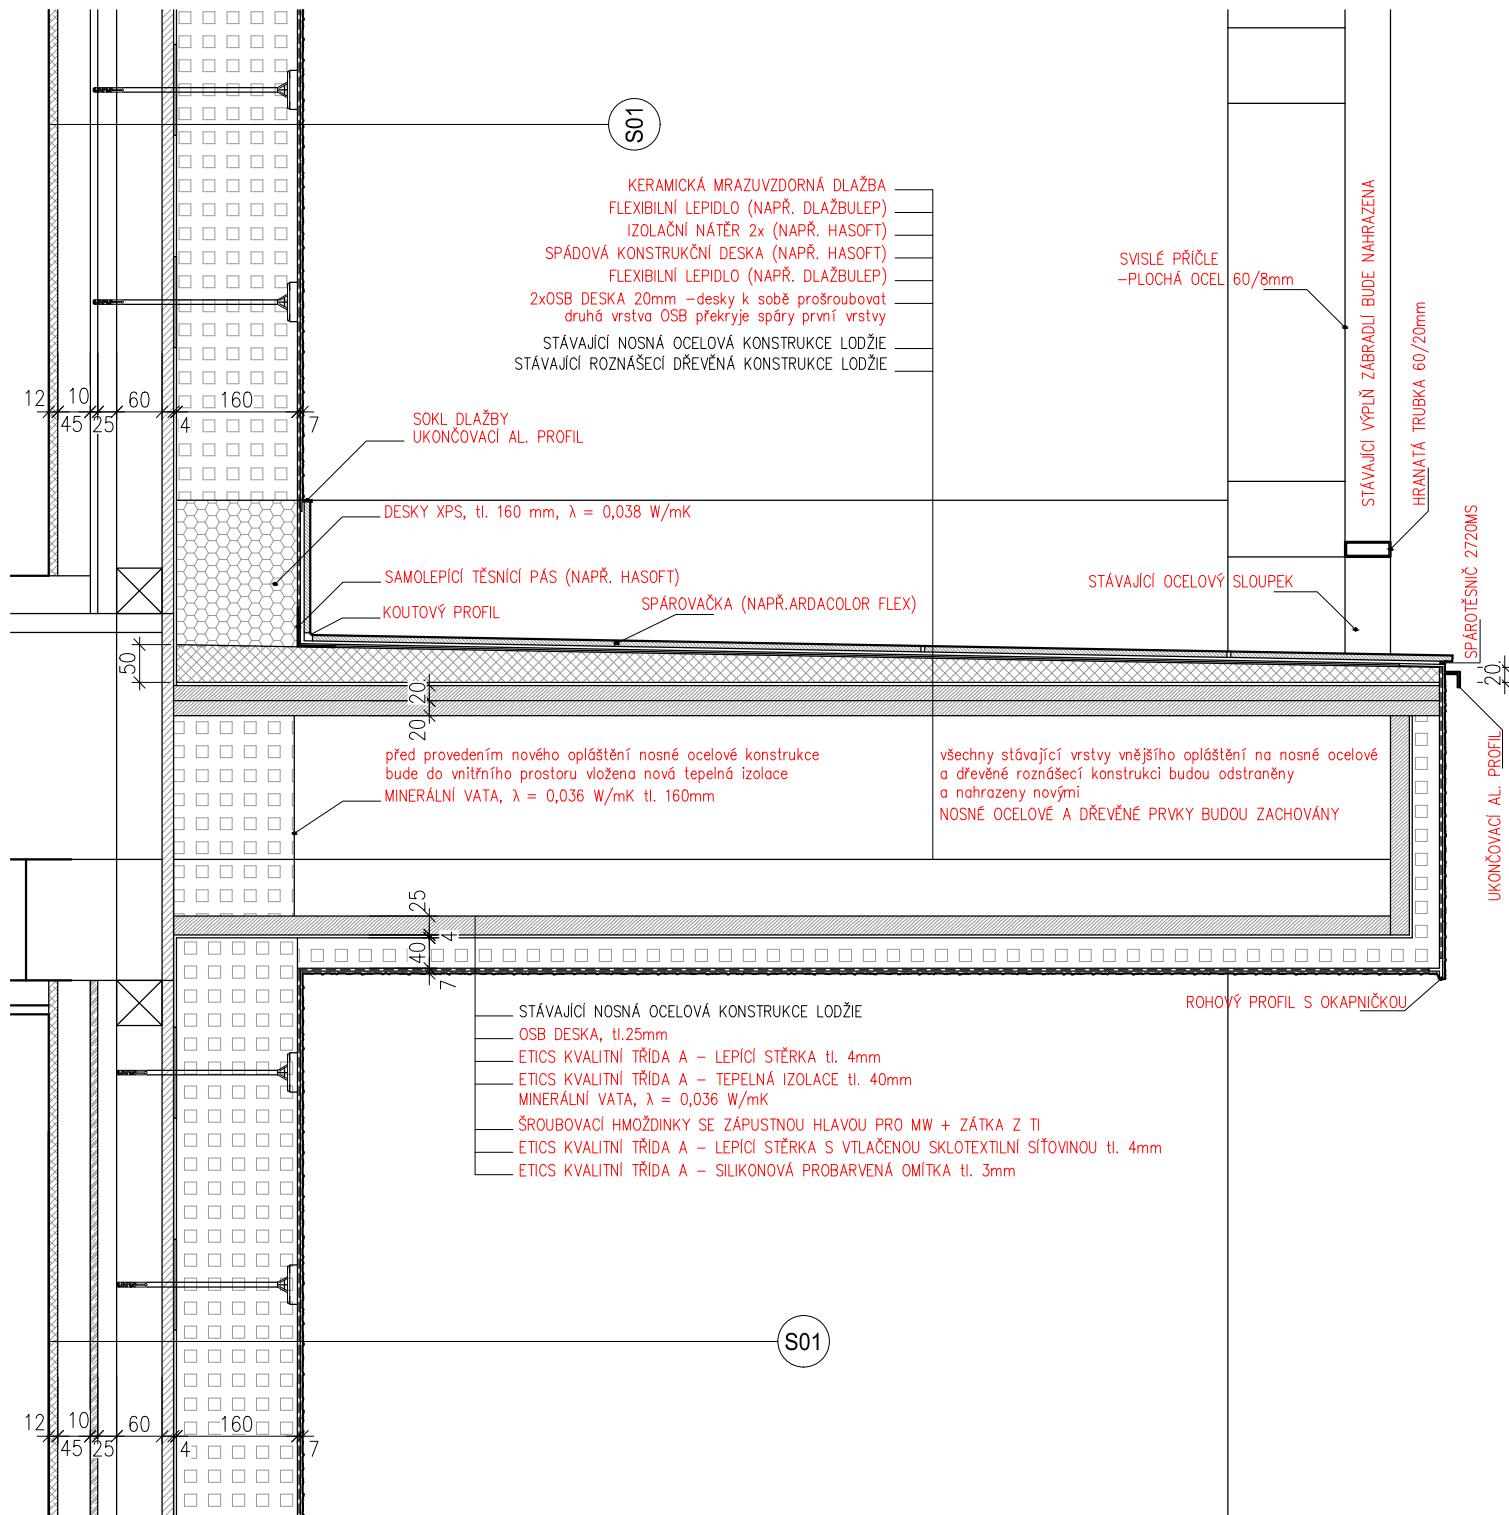 S01
KERAMICKÁ MRAZUVZDORNÁ DLAŽBA
FLEXIBILNÍ LEPIDLO (NAPŘ. DLAŽBULEP)
IZOLAČNÍ NÁTĚR 2x (NAPŘ. HASOFT)
SPÁDOVÁ KONSTRUKČNÍ DESKA (NAPŘ. HASOFT)
FLEXIBILNÍ LEPIDLO (NAPŘ. DLAŽBULEP)
2xOSB DESKA 20mm –desky k sobě prošroubovat
druhá vrstva OSB překryje spáry první vrstvy
STÁVAJÍCÍ NOSNÁ OCELOVÁ KONSTRUKCE LODŽIE
STÁVAJÍCÍ ROZNÁŠECÍ DŘEVĚNÁ KONSTRUKCE LODŽIE
SVISLÉ PŘÍČLE
–PLOCHÁ OCEL 60/8mm
STÁVAJÍCÍ VÝPLŇ ZÁBRADLÍ BUDE NAHRAZENA
HRANATÁ TRUBKA 60/20mm
12
10
60
160
45
25
4
7
SOKL DLAŽBY
UKONČOVACÍ AL. PROFIL
DESKY XPS, tl. 160 mm, λ = 0,038 W/mK
SAMOLEPÍCÍ TĚSNÍCÍ PÁS (NAPŘ. HASOFT)
KOUTOVÝ PROFIL
SPÁROVAČKA (NAPŘ.ARDACOLOR FLEX)
STÁVAJÍCÍ OCELOVÝ SLOUPEK
SPÁROTĚSNIČ 2720MS
50
20
20
20
před provedením nového opláštění nosné ocelové konstrukce
bude do vnitřního prostoru vložena nová tepelná izolace
MINERÁLNÍ VATA, λ = 0,036 W/mK tl. 160mm
všechny stávající vrstvy vnějšího opláštění na nosné ocelové
a dřevěné roznášecí konstrukci budou odstraněny
a nahrazeny novými
NOSNÉ OCELOVÉ A DŘEVĚNÉ PRVKY BUDOU ZACHOVÁNY
UKONČOVACÍ AL. PROFIL
25
4
40
7
ROHOVÝ PROFIL S OKAPNIČKOU
STÁVAJÍCÍ NOSNÁ OCELOVÁ KONSTRUKCE LODŽIE
OSB DESKA, tl.25mm
ETICS KVALITNÍ TŘÍDA A – LEPÍCÍ STĚRKA tl. 4mm
ETICS KVALITNÍ TŘÍDA A – TEPELNÁ IZOLACE tl. 40mm
MINERÁLNÍ VATA, λ = 0,036 W/mK
ŠROUBOVACÍ HMOŽDINKY SE ZÁPUSTNOU HLAVOU PRO MW + ZÁTKA Z TI
ETICS KVALITNÍ TŘÍDA A – LEPÍCÍ STĚRKA S VTLAČENOU SKLOTEXTILNÍ SÍŤOVINOU tl. 4mm
ETICS KVALITNÍ TŘÍDA A – SILIKONOVÁ PROBARVENÁ OMÍTKA tl. 3mm
S01
12
10
60
160
45
25
4
7